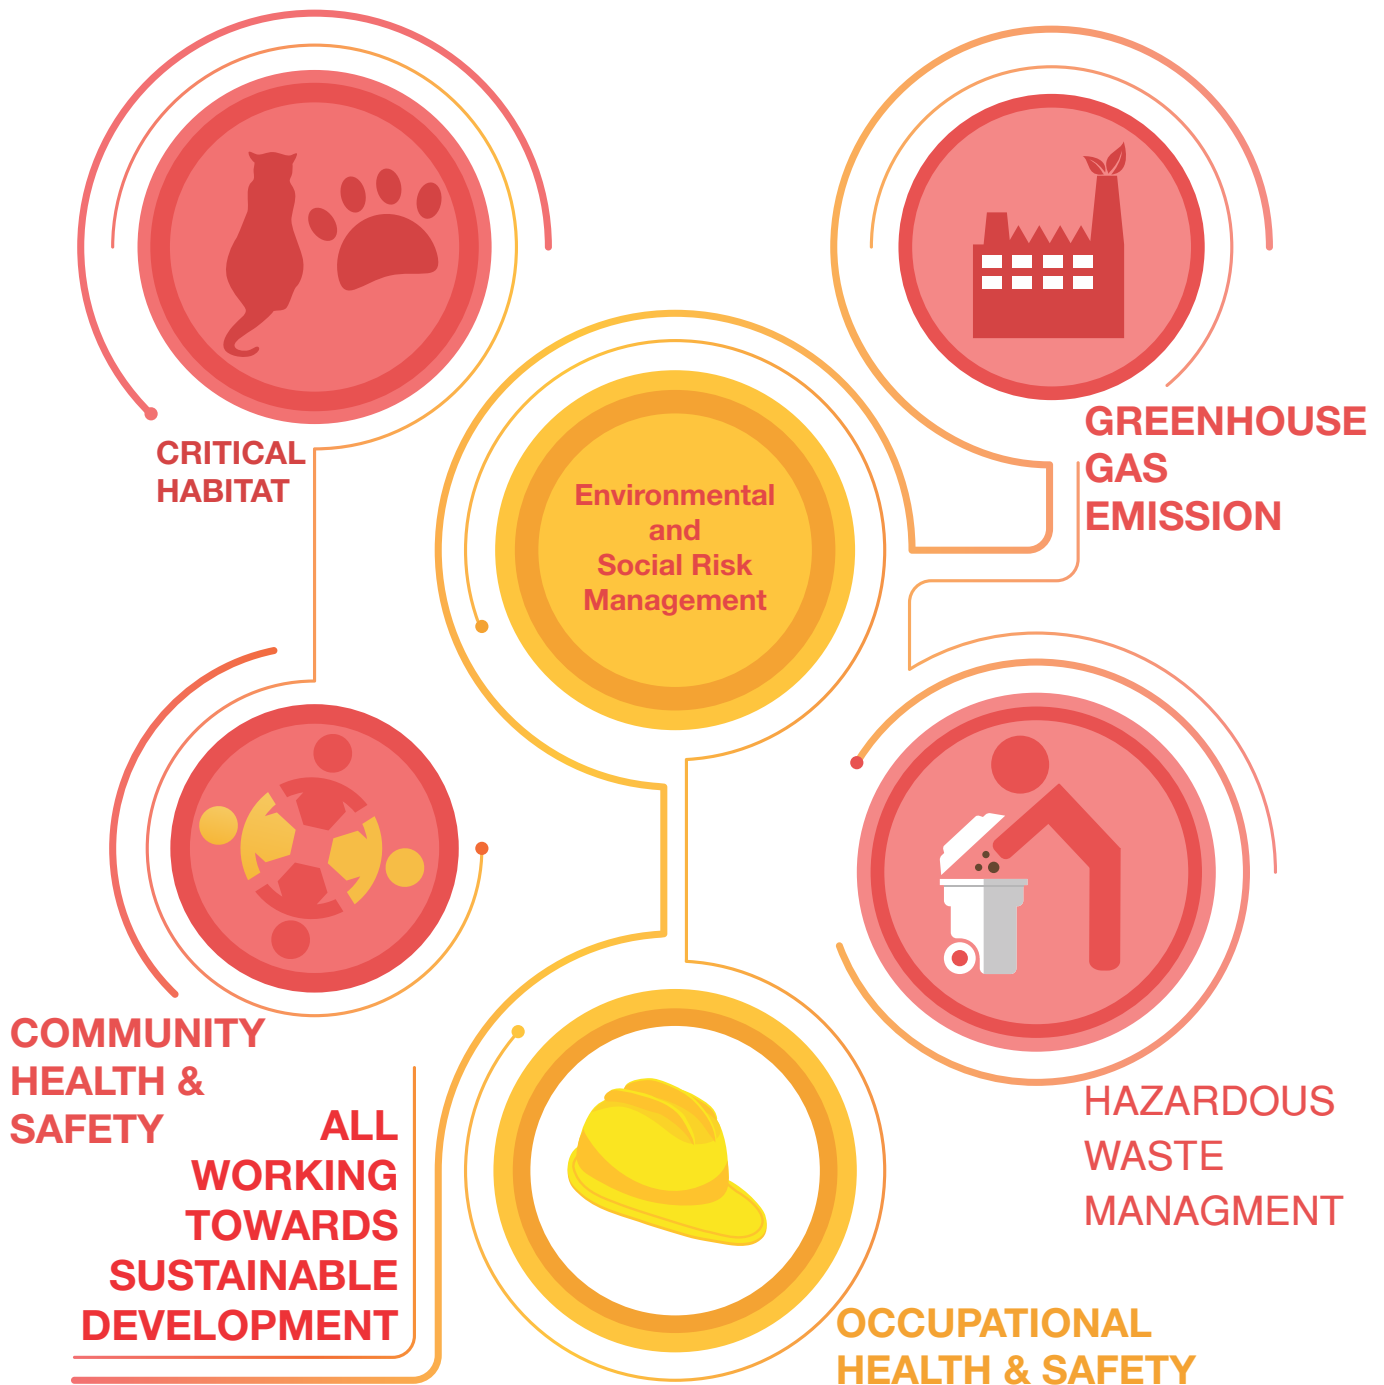 CRITICAL
HABITAT
GREENHOUSE
GAS
EMISSION
Environmental
and
Social Risk
Management
COMMUNITY
HEALTH &
SAFETY
ALL
WORKING
TOWARDS
SUSTAINABLE
DEVELOPMENT
HAZARDOUS
WASTE
MANAGMENT
OCCUPATIONAL
HEALTH & SAFETY